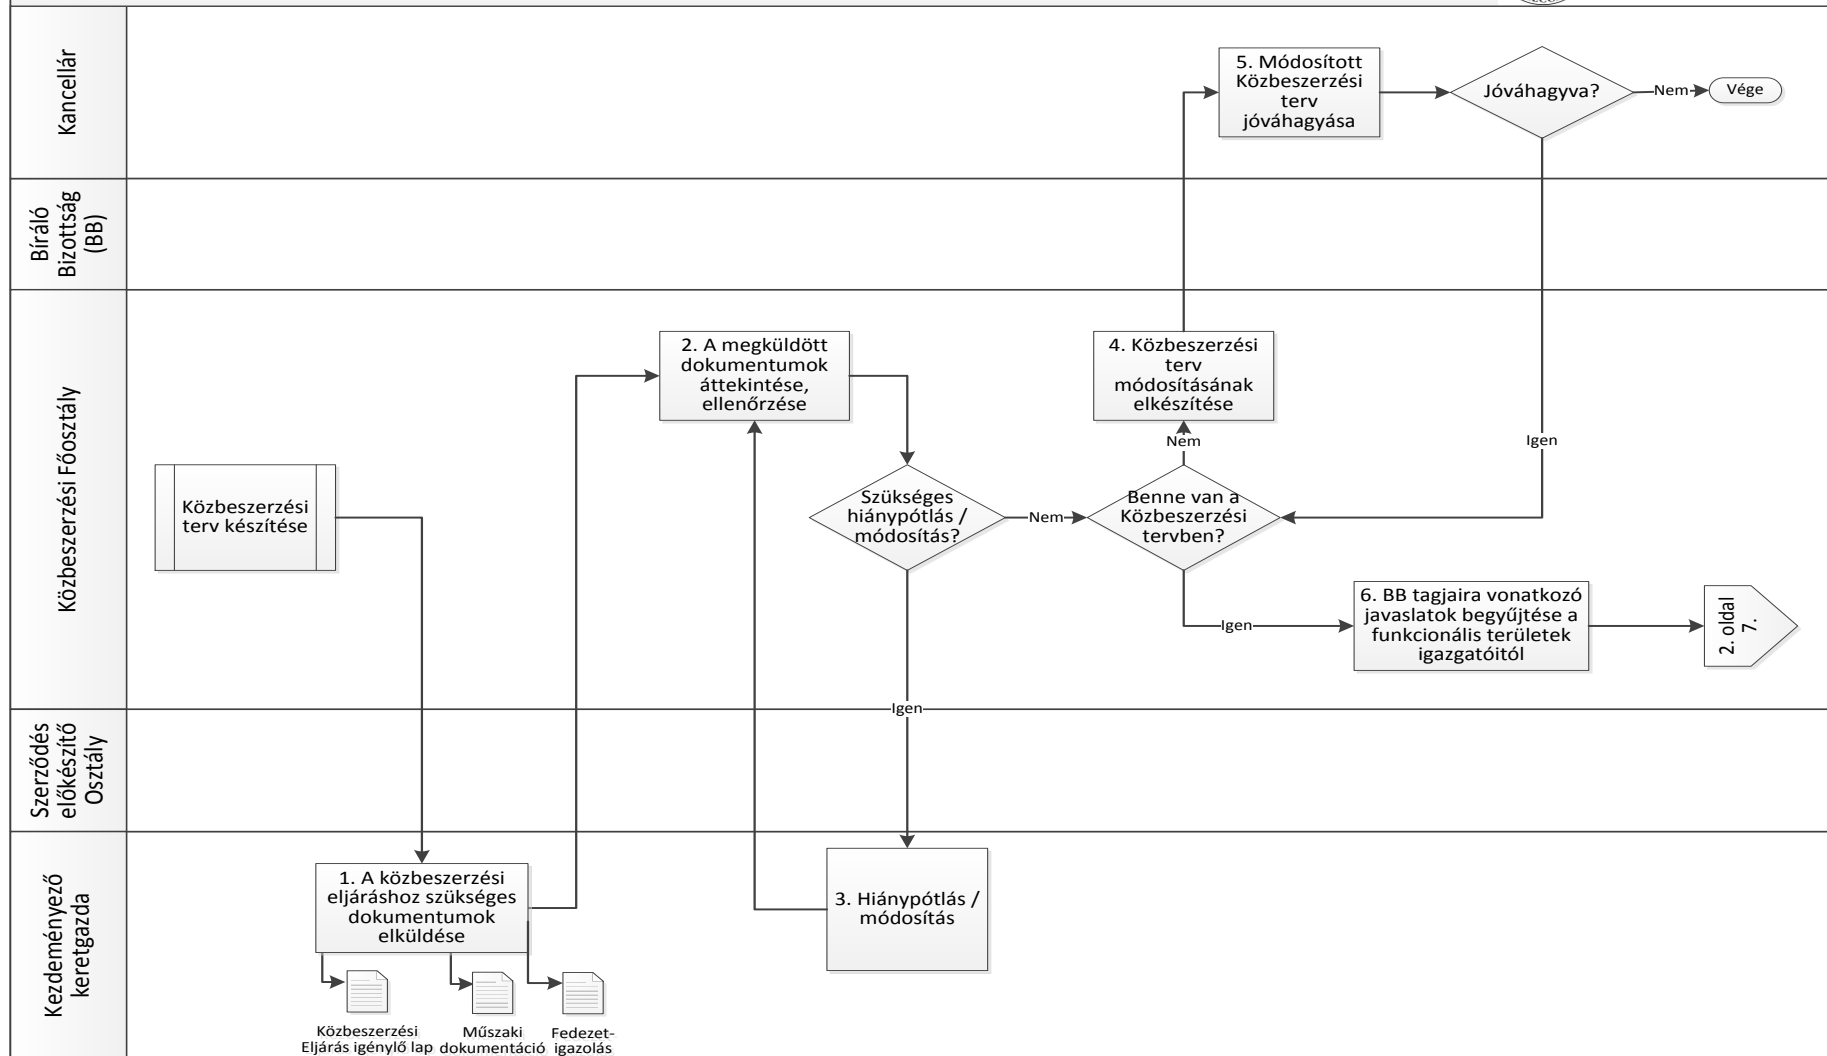 Kancellár
5. Módosított
Közbeszerzési
terv
jóváhagyása
Jóváhagyva?
Nem
Vége
Bíráló
Bizottság
(BB)
Közbeszerzési Főosztály
Közbeszerzési
terv készítése
2. A megküldött
dokumentumok
áttekintése,
ellenőrzése
Szükséges
hiánypótlás /
módosítás?
Nem
Igen
4. Közbeszerzési
terv
módosításának
elkészítése
Nem
Benne van a
Közbeszerzési
tervben?
Igen
Igen
6. BB tagjaira vonatkozó
javaslatok begyűjtése a
funkcionális területek
igazgatóitól
2. oldal
7.
Szerződés
előkészítő
Osztály
Kezdeményező
keretgazda
1. A közbeszerzési
eljáráshoz szükséges
dokumentumok
elküldése
3. Hiánypótlás /
módosítás
Közbeszerzési
Eljárás igénylő lap
Műszaki
dokumentáció
Fedezet-
igazolás